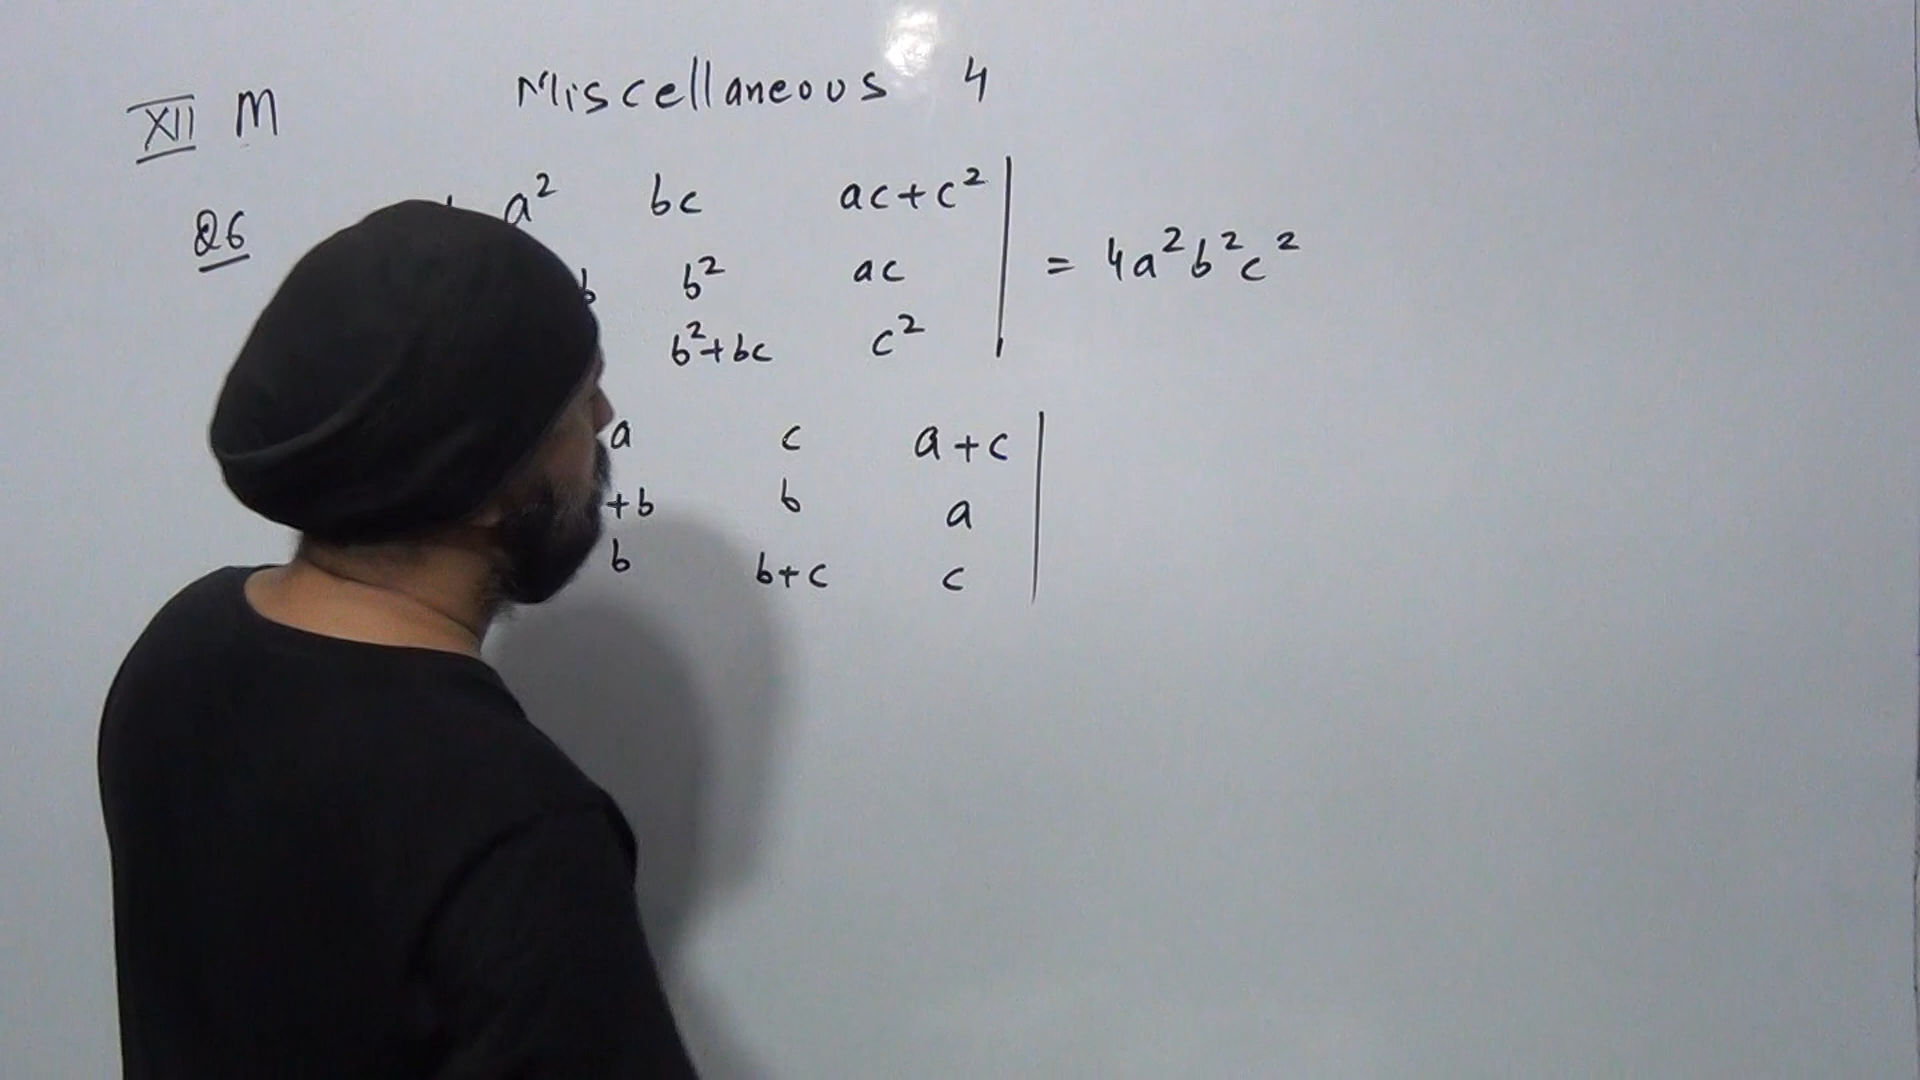 XII M Miscellaneous 4
Q6 a² bc ac+c²
b b² ac = 4a²b²c²
b²+bc c²
a c a+c
+b b a
b b+c c